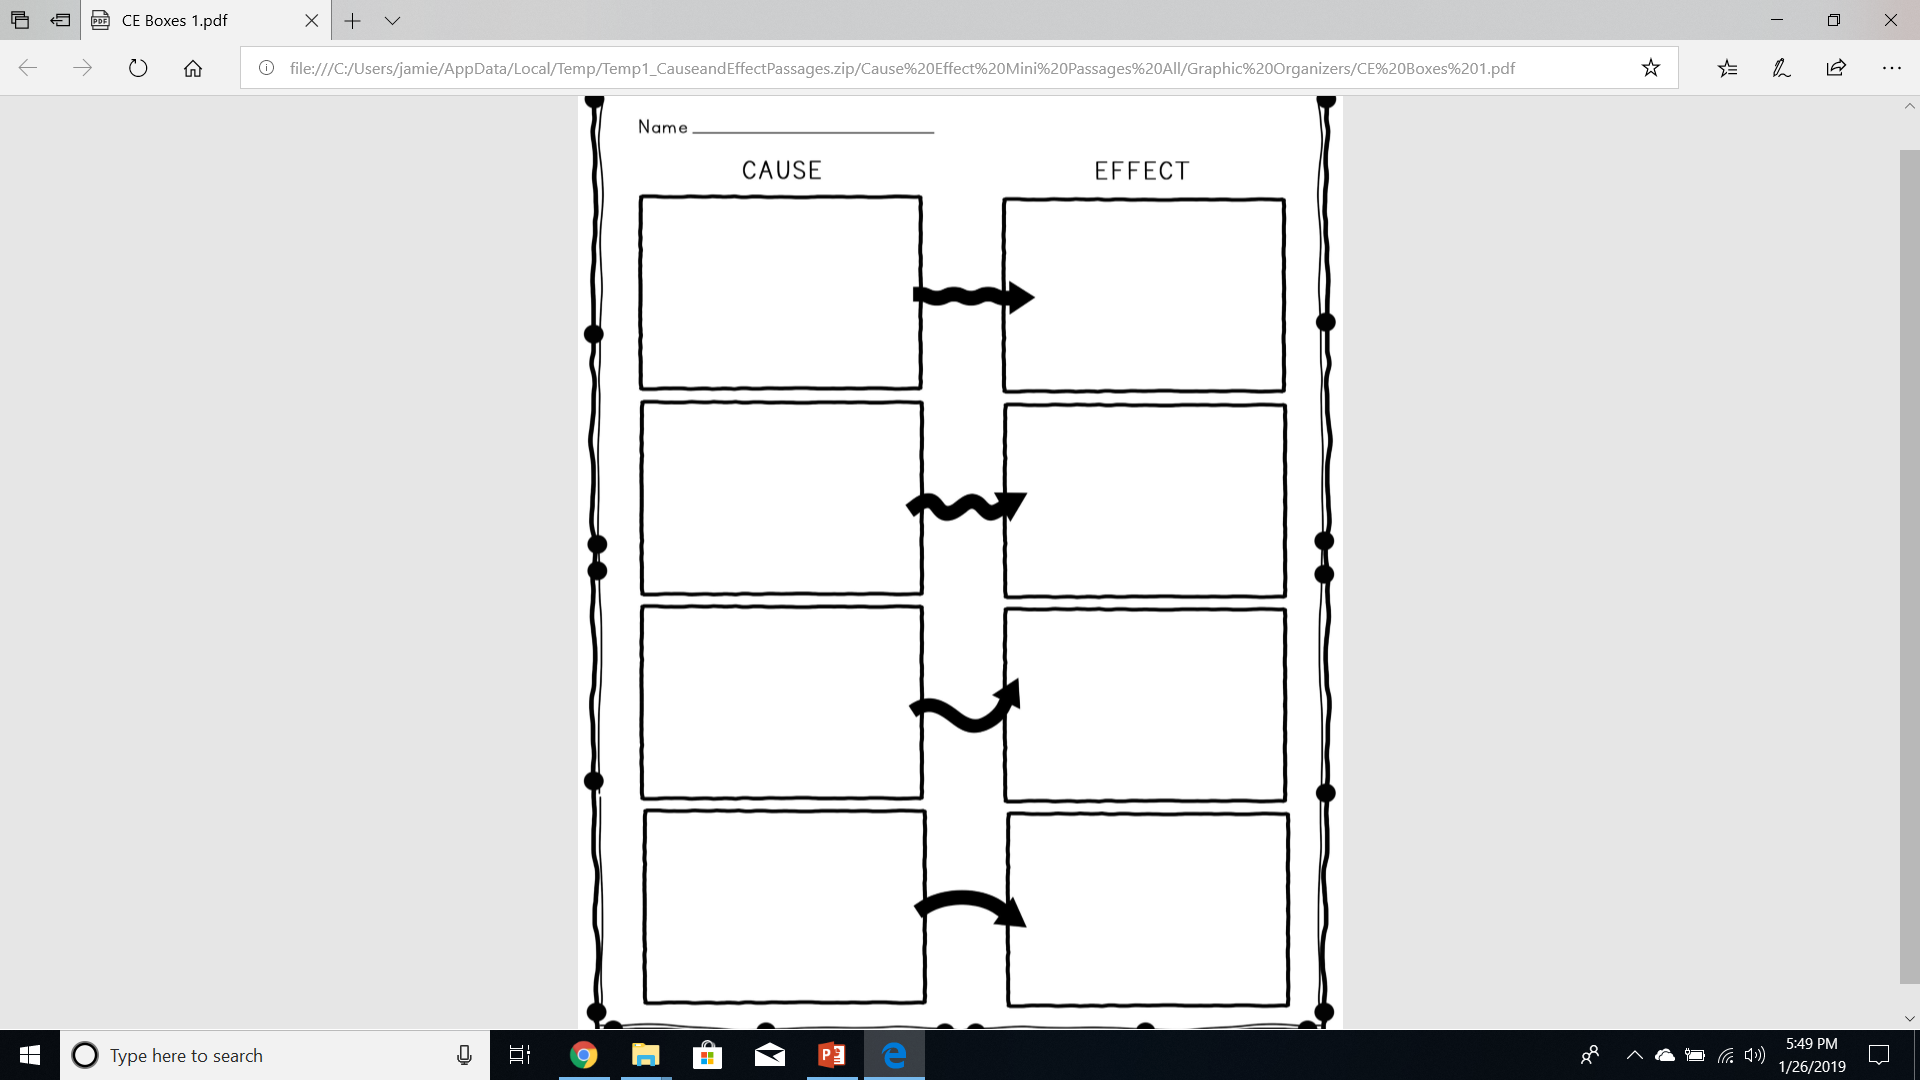 CE Boxes 1.pdf
file:///C:/Users/jamie/AppData/Local/Temp/Temp1_CauseandEffectPassages.zip/Cause%20Effect%20Mini%20Passages%20All/Graphic%20Organizers/CE%20Boxes%201.pdf
Name
CAUSE EFFECT
Type here to search
5:49 PM
1/26/2019